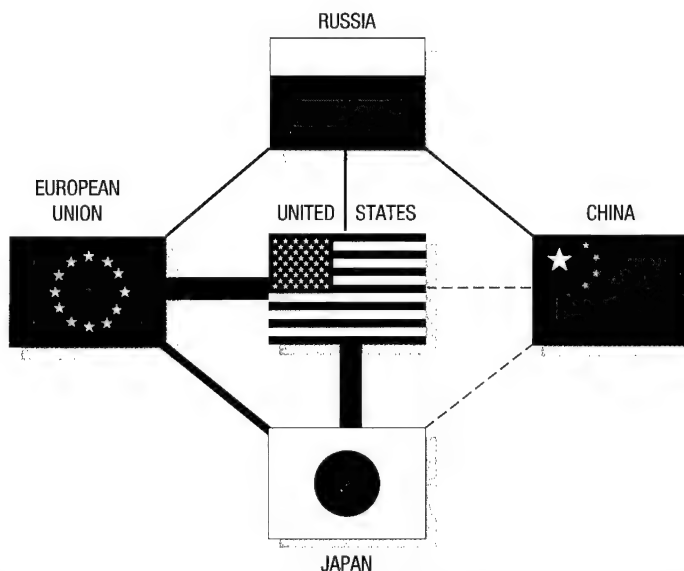 RUSSIA
EUROPEAN
UNION
UNITED STATES
CHINA
JAPAN